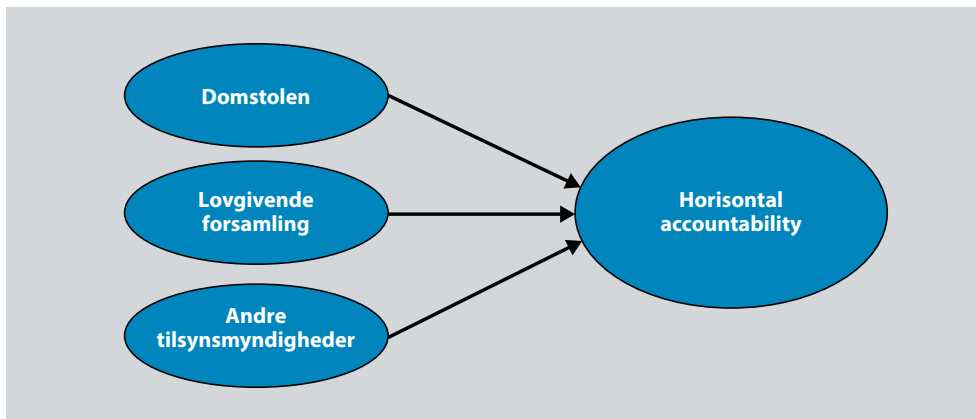 Domstolen
Lovgivende
forsamling
Andre
tilsynsmyndigheder
Horisontal
accountability